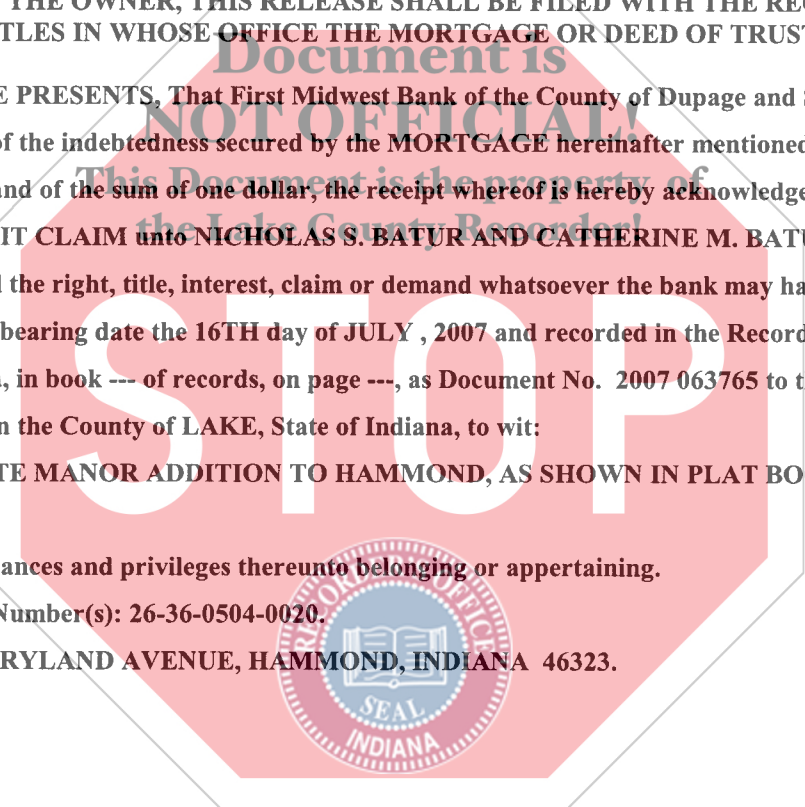 THE OWNER, THIS RELEASE SHALL BE FILED WITH THE
TLES IN WHOSE OFFICE THE MORTGAGE OR DEED OF TRUST
Document is
E PRESENTS, That First Midwest Bank of the County of Dupage and
NOT OFFICIAL!
of the indebtedness secured by the MORTGAGE hereinafter mentioned
This Document is the property of
and of the sum of one dollar, the receipt whereof is hereby acknowledge
the Lake County Recorder!
IT CLAIM unto NICHOLAS S. BATUR AND CATHERINE M. BATU
the right, title, interest, claim or demand whatsoever the bank may ha
bearing date the 16TH day of JULY , 2007 and recorded in the Record
, in book --- of records, on page ---, as Document No. 2007 063765 to t
n the County of LAKE, State of Indiana, to wit:
STOP
TE MANOR ADDITION TO HAMMOND, AS SHOWN IN PLAT BO
ances and privileges thereunto belonging or appertaining.
Number(s): 26-36-0504-0020.
RYLAND AVENUE, HAMMOND, INDIANA 46323.
RECORDER'S OFFICE
SEAL
INDIANA